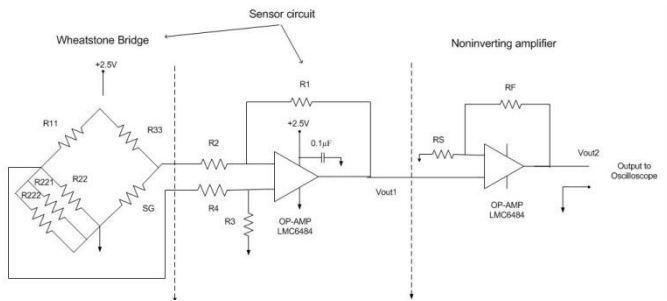 Sensor circuit
Wheatstone Bridge
Noninverting amplifier
+2.5V
R11
R33
R1
RF
+2.5V
0.1µF
R2
RS
R221
R22
R222
SG
R4
R3
Vout1
Vout2
Output to
Oscilloscope
OP-AMP
LMC6484
OP-AMP
LMC6484